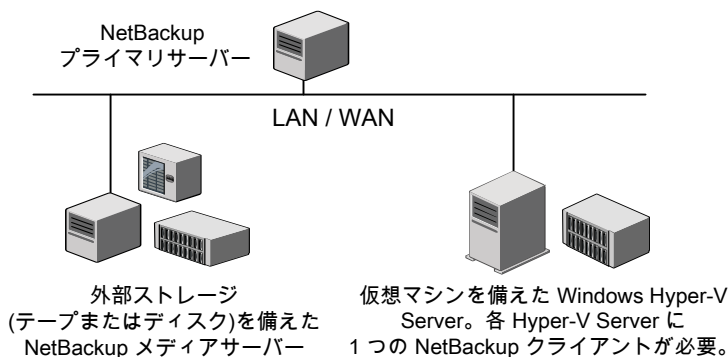 NetBackup
プライマリサーバー
LAN / WAN
外部ストレージ
(テープまたはディスク)を備えた
NetBackup メディアサーバー
仮想マシンを備えた Windows Hyper-V
Server。各 Hyper-V Server に
1 つの NetBackup クライアントが必要。